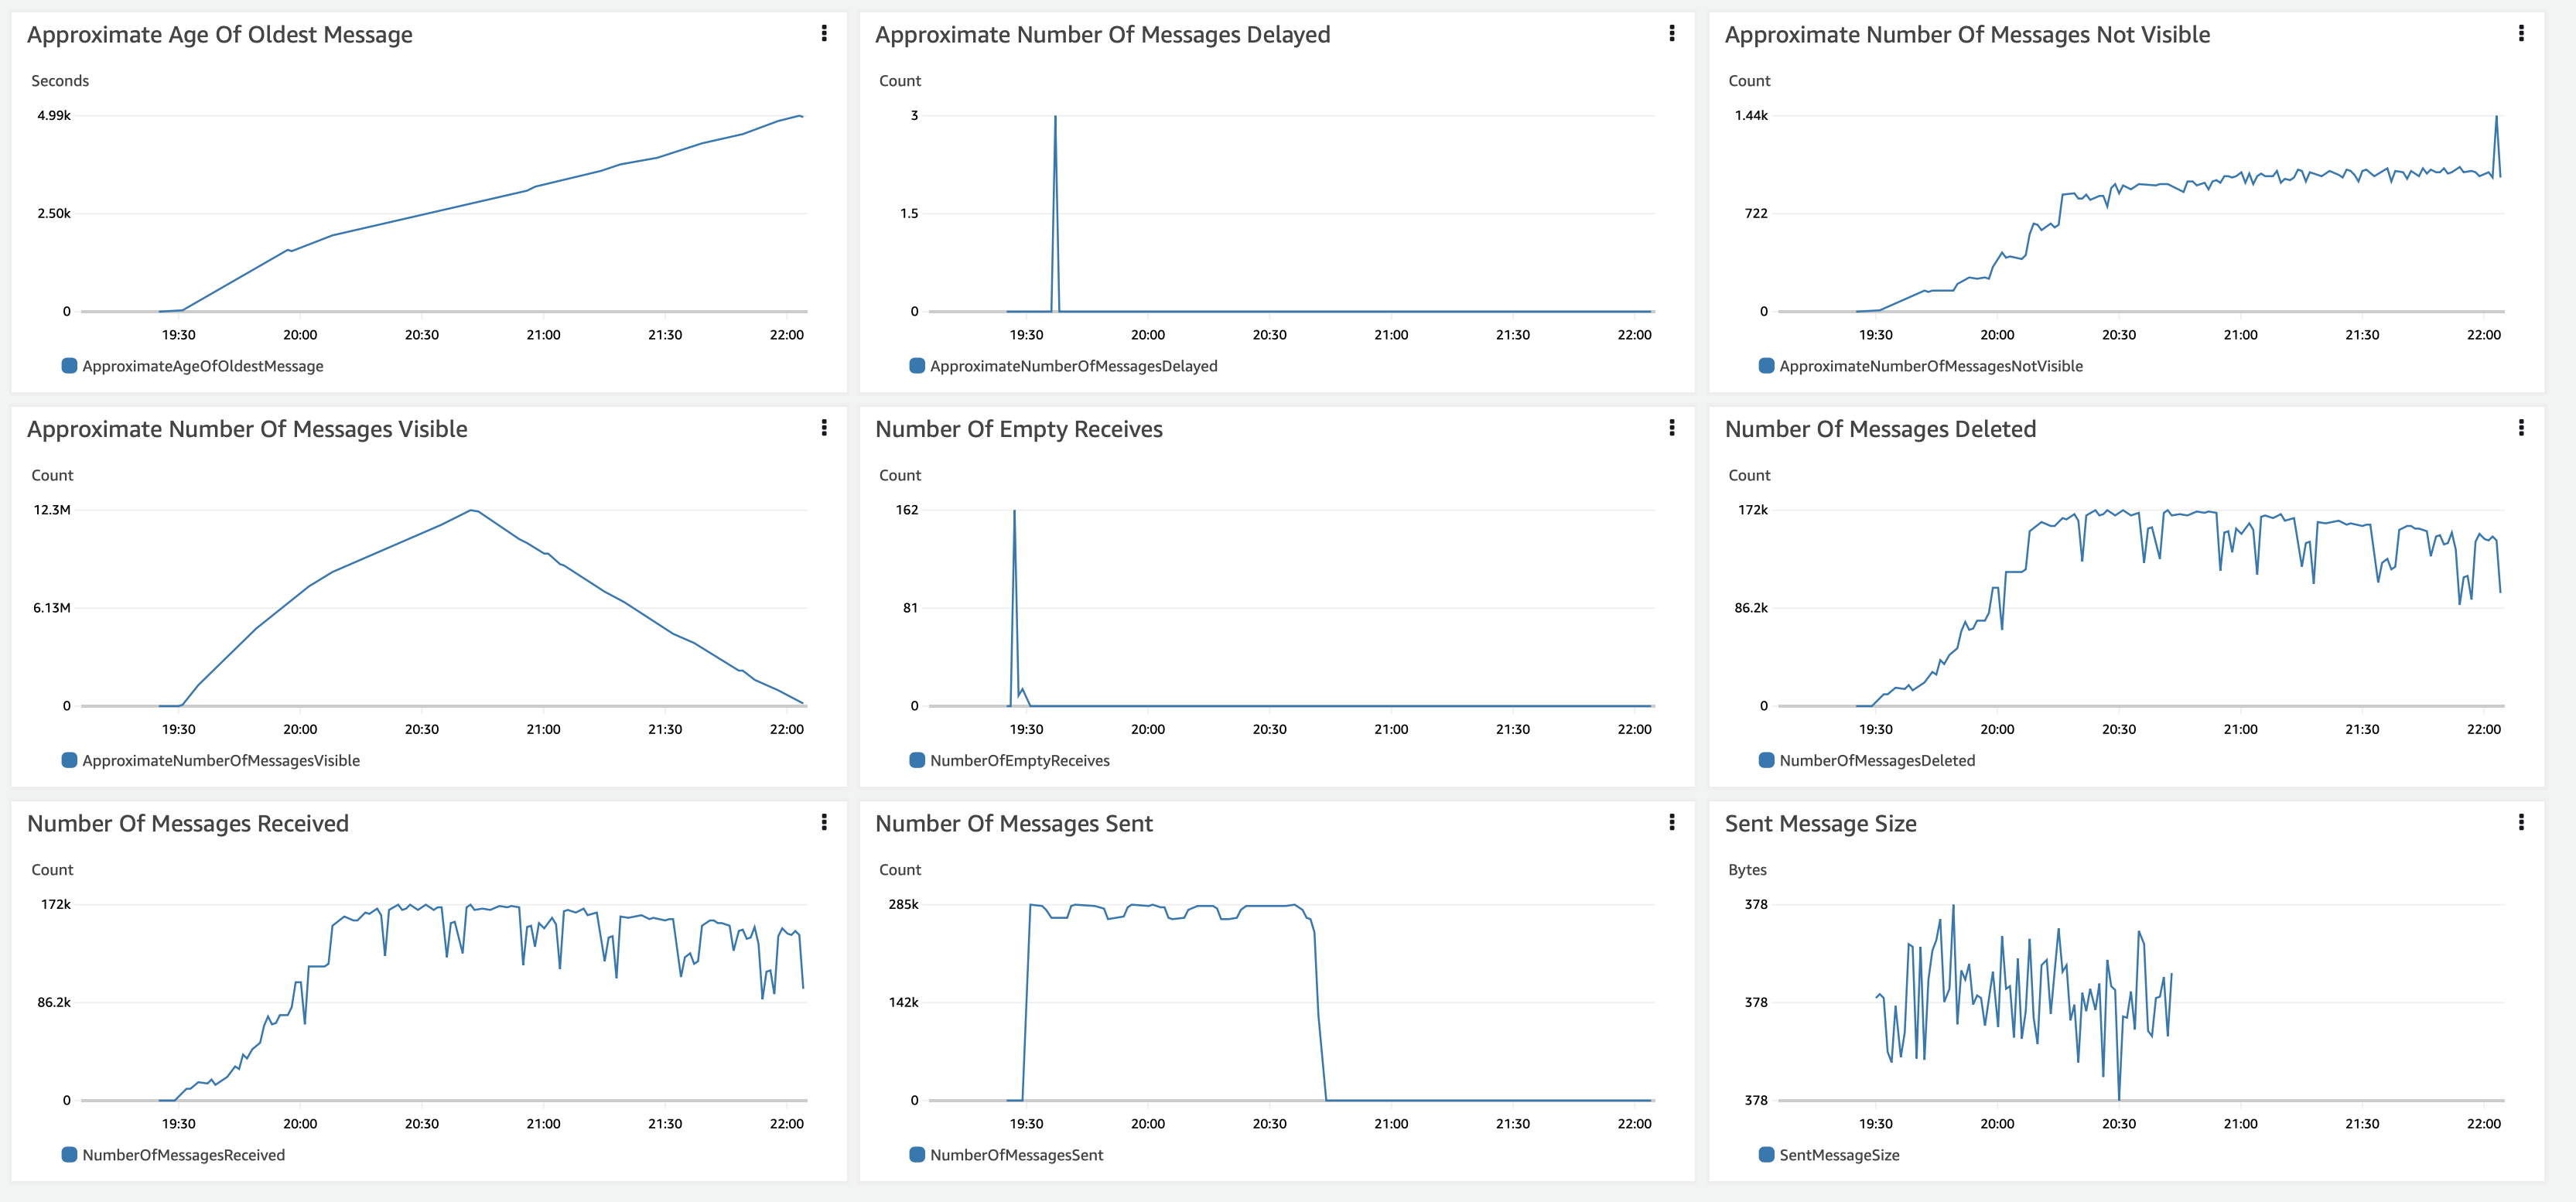 Approximate Age Of Oldest Message
Seconds
4.99k
2.50k
0
19:30 20:00 20:30 21:00 21:30 22:00
ApproximateAgeOfOldestMessage
Approximate Number Of Messages Delayed
Count
3
1.5
0
19:30 20:00 20:30 21:00 21:30 22:00
ApproximateNumberOfMessagesDelayed
Approximate Number Of Messages Not Visible
Count
1.44k
722
0
19:30 20:00 20:30 21:00 21:30 22:00
ApproximateNumberOfMessagesNotVisible
Approximate Number Of Messages Visible
Count
12.3M
6.13M
0
19:30 20:00 20:30 21:00 21:30 22:00
ApproximateNumberOfMessagesVisible
Number Of Empty Receives
Count
162
81
0
19:30 20:00 20:30 21:00 21:30 22:00
NumberOfEmptyReceives
Number Of Messages Deleted
Count
172k
86.2k
0
19:30 20:00 20:30 21:00 21:30 22:00
NumberOfMessagesDeleted
Number Of Messages Received
Count
172k
86.2k
0
19:30 20:00 20:30 21:00 21:30 22:00
NumberOfMessagesReceived
Number Of Messages Sent
Count
285k
142k
0
19:30 20:00 20:30 21:00 21:30 22:00
NumberOfMessagesSent
Sent Message Size
Bytes
378
378
378
19:30 20:00 20:30 21:00 21:30 22:00
SentMessageSize